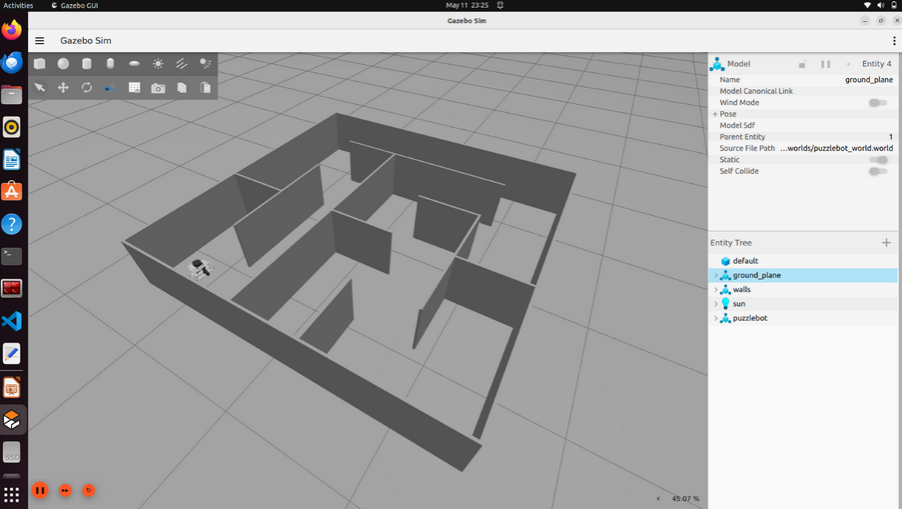 Activities
Gazebo GUI
May 11 23:25
Gazebo Sim
Gazebo Sim
Model
Entity 4
Name ground_plane
Model Canonical Link
Wind Mode
Pose
Model Sdf
Parent Entity 1
Source File Path ...worlds/puzzlebot_world.world
Static
Self Collide
Entity Tree
default
ground_plane
walls
sun
puzzlebot
SSD
45.07 %